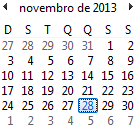 novembro de 2013
D S T Q Q S S
27 28 29 30 31 1 2
3 4 5 6 7 8 9
10 11 12 13 14 15 16
17 18 19 20 21 22 23
24 25 26 27 28 29 30
1 2 3 4 5 6 7